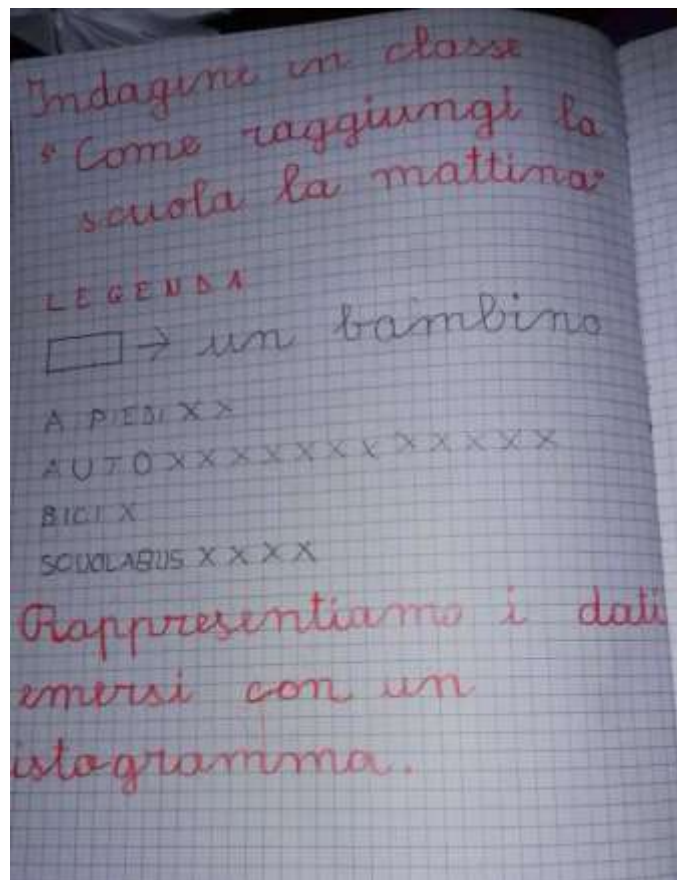 Indagine in classe
• Come raggiungi la
scuola la mattina?
LEGENDA
→ un bambino
A PIEDI X X
AUTO X X X X X X X X X X X X
BICI X
SCUOLABUS X X X X
Rappresentiamo i dati
emersi con un
istogramma.